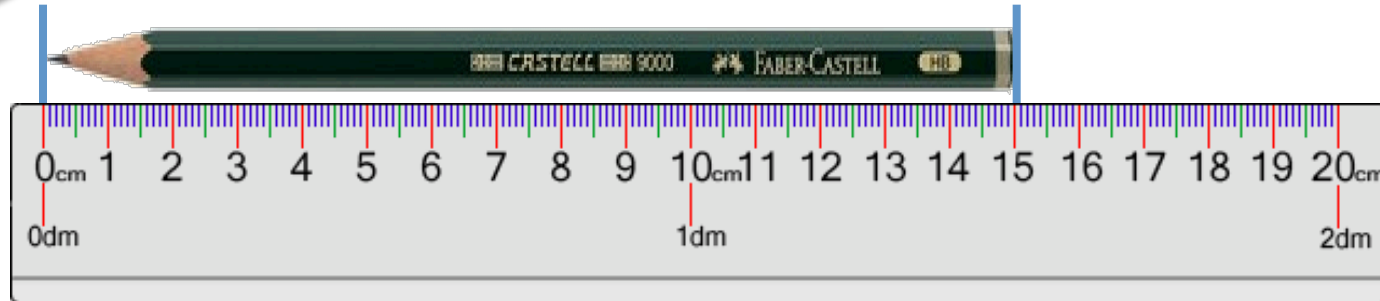 CASTELL 9000 FABER-CASTELL HB
0cm 1 2 3 4 5 6 7 8 9 10cm 11 12 13 14 15 16 17 18 19 20cm
0dm 1dm 2dm